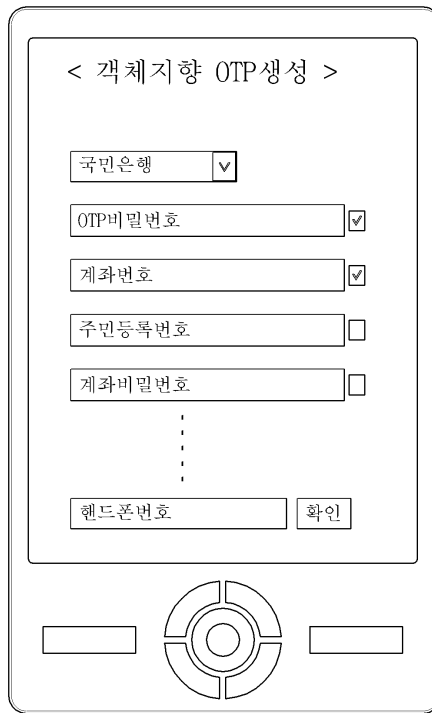 < 객체지향 OTP생성 >
국민은행
OTP비밀번호
계좌번호
주민등록번호
계좌비밀번호
핸드폰번호 확인